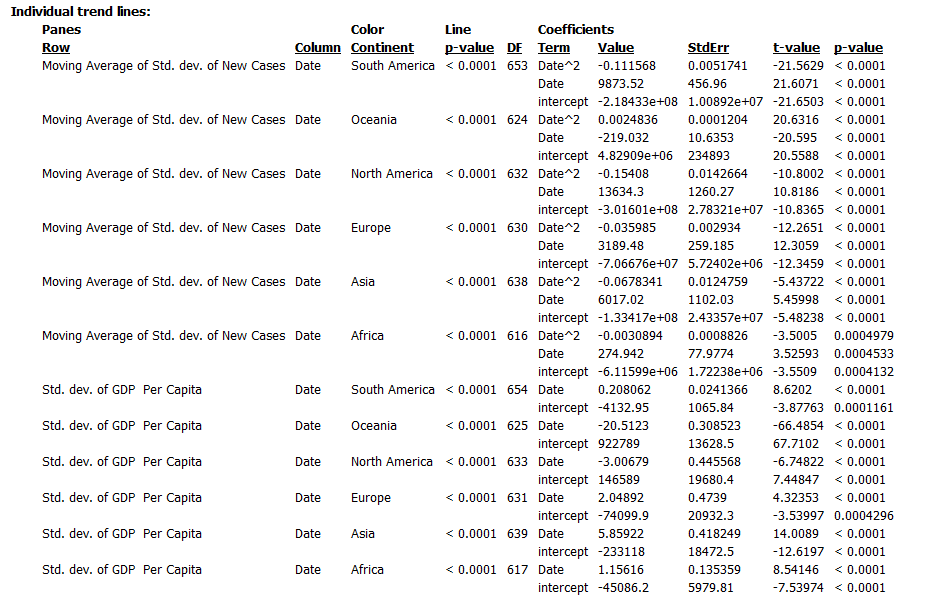 Individual trend lines:
Panes Color Line Coefficients
Row Column Continent p-value DF Term Value StdErr t-value p-value
Moving Average of Std. dev. of New Cases Date South America < 0.0001 653 Date^2 -0.111568 0.0051741 -21.5629 < 0.0001
Date 9873.52 456.96 21.6071 < 0.0001
intercept -2.18433e+08 1.00892e+07 -21.6503 < 0.0001
Moving Average of Std. dev. of New Cases Date Oceania < 0.0001 624 Date^2 0.0024836 0.0001204 20.6316 < 0.0001
Date -219.032 10.6353 -20.595 < 0.0001
intercept 4.82909e+06 234893 20.5588 < 0.0001
Moving Average of Std. dev. of New Cases Date North America < 0.0001 632 Date^2 -0.15408 0.0142664 -10.8002 < 0.0001
Date 13634.3 1260.27 10.8186 < 0.0001
intercept -3.01601e+08 2.78321e+07 -10.8365 < 0.0001
Moving Average of Std. dev. of New Cases Date Europe < 0.0001 630 Date^2 -0.035985 0.002934 -12.2651 < 0.0001
Date 3189.48 259.185 12.3059 < 0.0001
intercept -7.06676e+07 5.72402e+06 -12.3459 < 0.0001
Moving Average of Std. dev. of New Cases Date Asia < 0.0001 638 Date^2 -0.0678341 0.0124759 -5.43722 < 0.0001
Date 6017.02 1102.03 5.45998 < 0.0001
intercept -1.33417e+08 2.43357e+07 -5.48238 < 0.0001
Moving Average of Std. dev. of New Cases Date Africa < 0.0001 616 Date^2 -0.0030894 0.0008826 -3.5005 0.0004979
Date 274.942 77.9774 3.52593 0.0004533
intercept -6.11599e+06 1.72238e+06 -3.5509 0.0004132
Std. dev. of GDP Per Capita Date South America < 0.0001 654 Date 0.208062 0.0241366 8.6202 < 0.0001
intercept -4132.95 1065.84 -3.87763 0.0001161
Std. dev. of GDP Per Capita Date Oceania < 0.0001 625 Date -20.5123 0.308523 -66.4854 < 0.0001
intercept 922789 13628.5 67.7102 < 0.0001
Std. dev. of GDP Per Capita Date North America < 0.0001 633 Date -3.00679 0.445568 -6.74822 < 0.0001
intercept 146589 19680.4 7.44847 < 0.0001
Std. dev. of GDP Per Capita Date Europe < 0.0001 631 Date 2.04892 0.4739 4.32353 < 0.0001
intercept -74099.9 20932.3 -3.53997 0.0004296
Std. dev. of GDP Per Capita Date Asia < 0.0001 639 Date 5.85922 0.418249 14.0089 < 0.0001
intercept -233118 18472.5 -12.6197 < 0.0001
Std. dev. of GDP Per Capita Date Africa < 0.0001 617 Date 1.15616 0.135359 8.54146 < 0.0001
intercept -45086.2 5979.81 -7.53974 < 0.0001